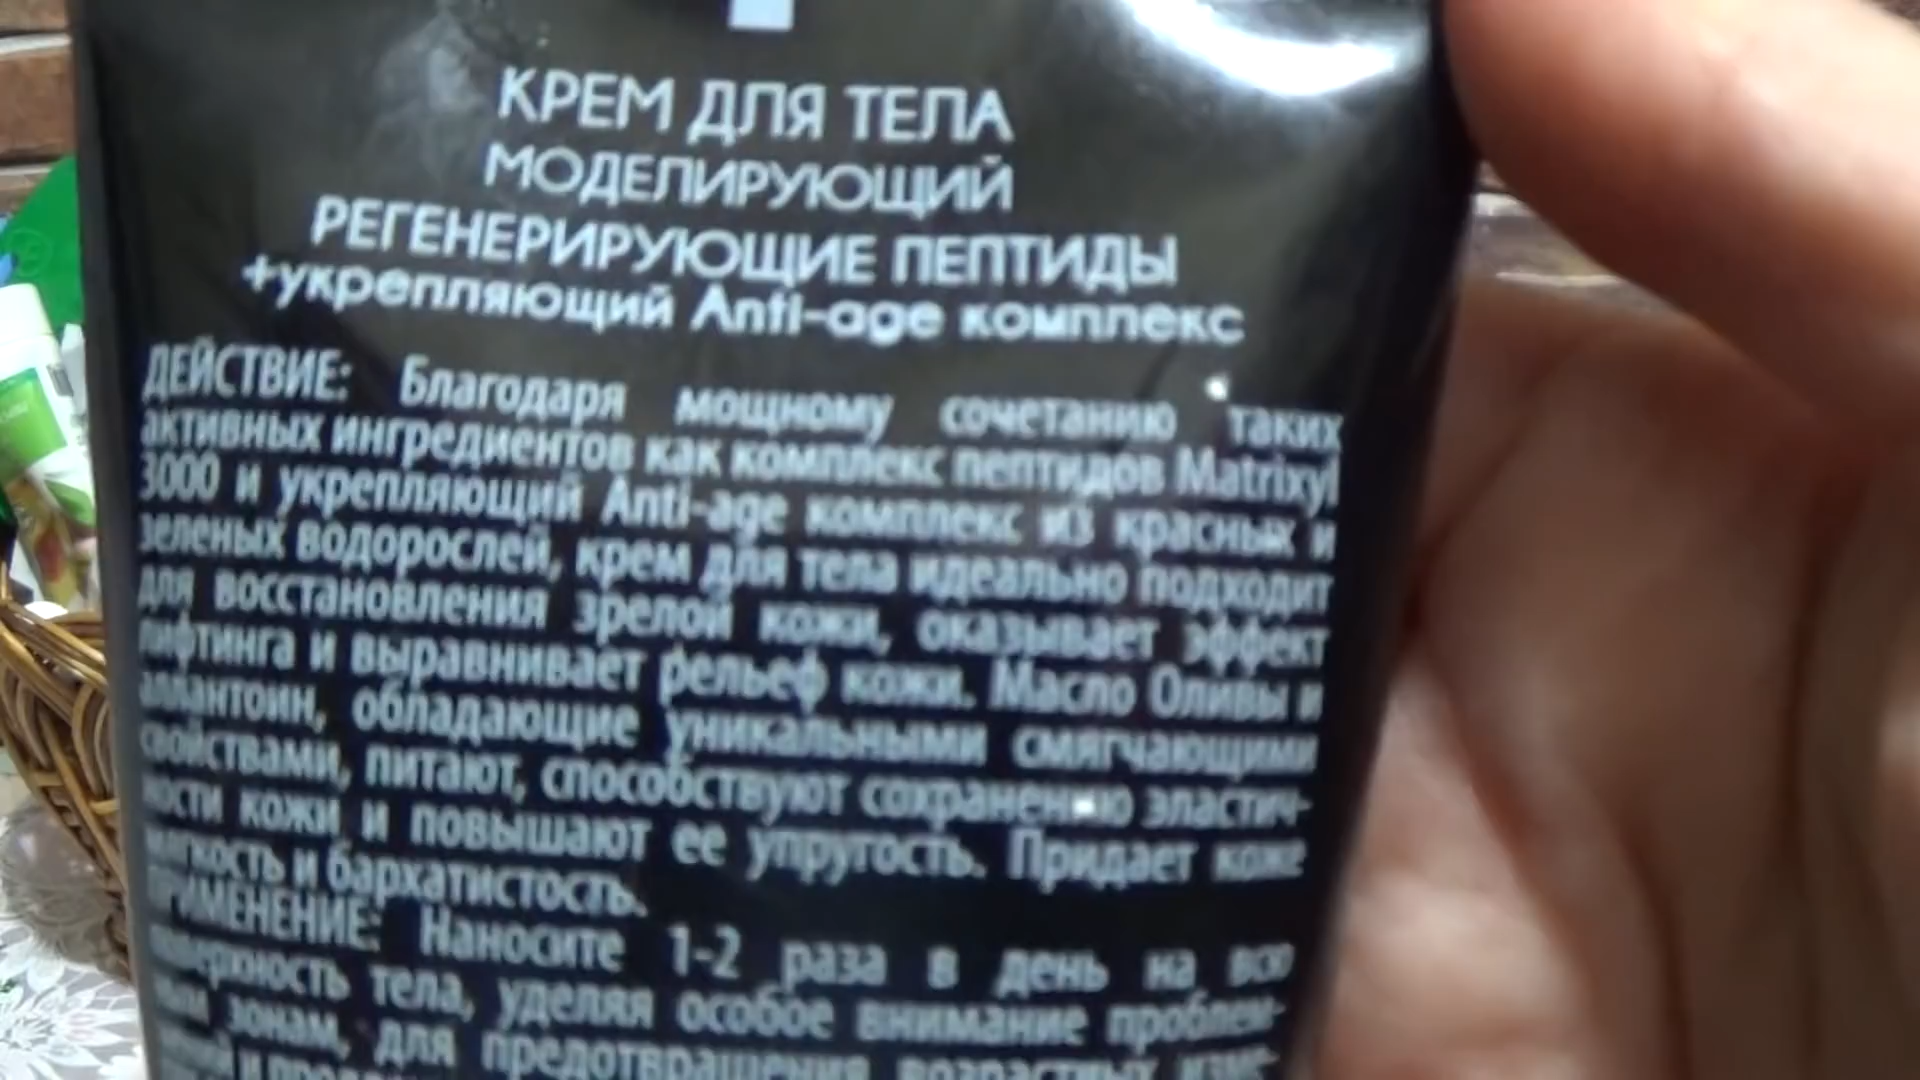 КРЕМ ДЛЯ ТЕЛА
МОДЕЛИРУЮЩИЙ
РЕГЕНЕРИРУЮЩИЕ ПЕПТИДЫ
+укрепляющий Anti-age комплекс
ДЕЙСТВИЕ: Благодаря мощному сочетанию таких
активных ингредиентов как комплекс пептидов Matrixyl
3000 и укрепляющий Anti-age комплекс из красных и
зеленых водорослей, крем для тела идеально подходит
для восстановления зрелой кожи, оказывает эффект
лифтинга и выравнивает рельеф кожи. Масло Оливы и
аллантоин, обладающие уникальными смягчающими
свойствами, питают, способствуют сохранению эластич-
ности кожи и повышают ее упругость. Придает коже
мягкость и бархатистость.
ПРИМЕНЕНИЕ: Наносите 1-2 раза в день на всю
поверхность тела, уделяя особое внимание проблем-
ным зонам, для предотвращения возрастных изме-